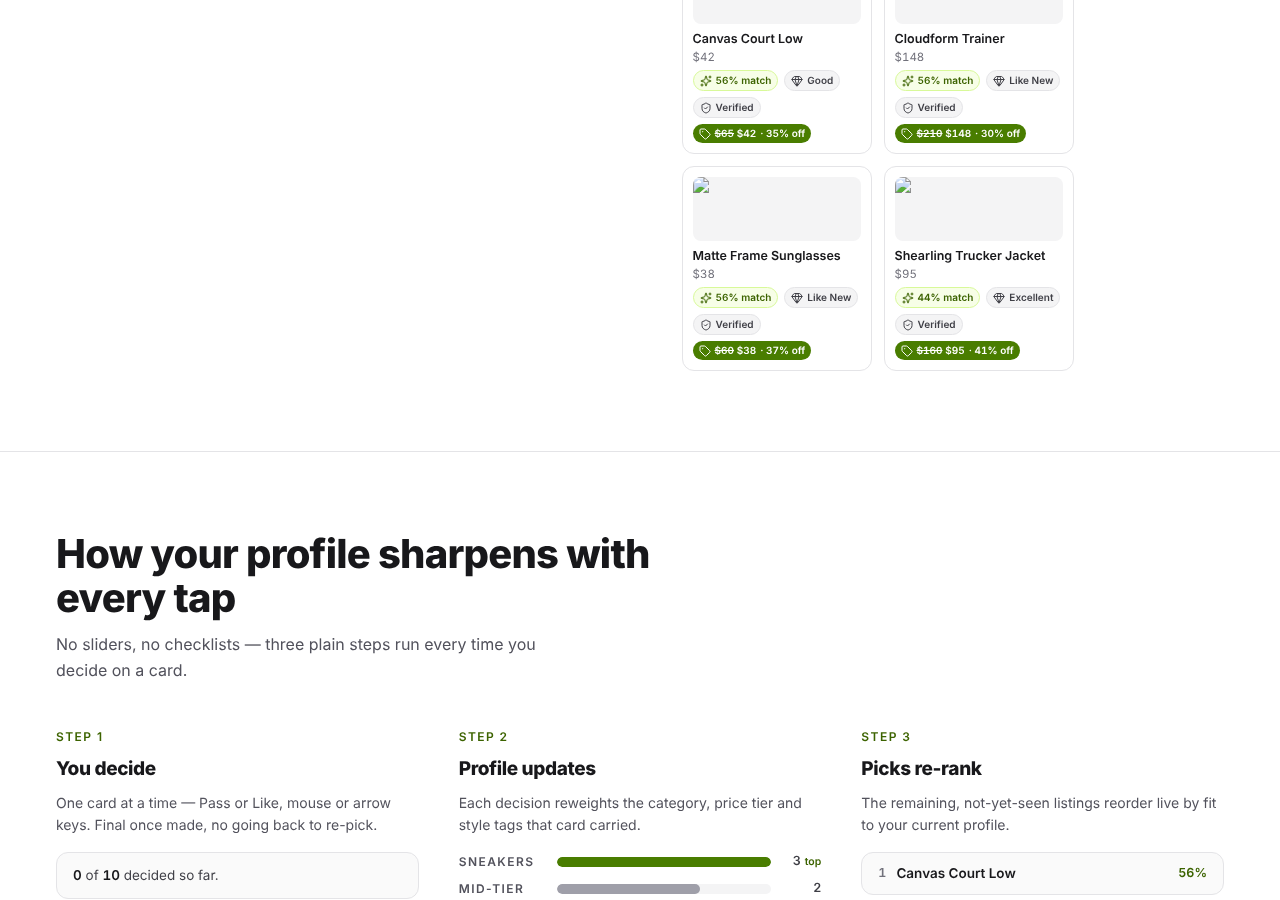 Canvas Court Low
$42
56% match Good
Verified
$65 $42 · 35% off
Cloudform Trainer
$148
56% match Like New
Verified
$210 $148 · 30% off
Matte Frame Sunglasses
$38
56% match Like New
Verified
$60 $38 · 37% off
Shearling Trucker Jacket
$95
44% match Excellent
Verified
$160 $95 · 41% off
How your profile sharpens with
every tap
No sliders, no checklists — three plain steps run every time you
decide on a card.
STEP 1
You decide
One card at a time — Pass or Like, mouse or arrow
keys. Final once made, no going back to re-pick.
0 of 10 decided so far.
STEP 2
Profile updates
Each decision reweights the category, price tier and
style tags that card carried.
SNEAKERS 3 top
MID-TIER 2
STEP 3
Picks re-rank
The remaining, not-yet-seen listings reorder live by fit
to your current profile.
1 Canvas Court Low 56%